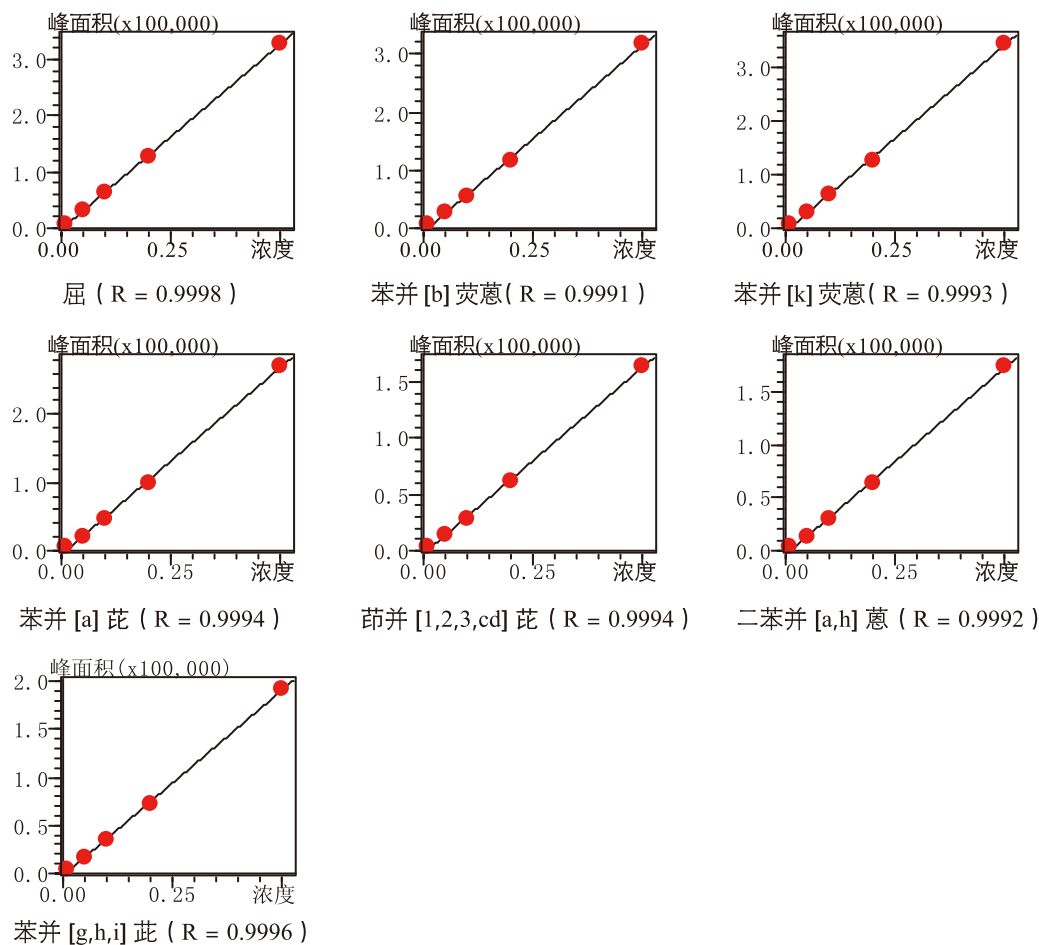 峰面积(x100,000)
3.0
2.0
1.0
0.0
0.00 0.25 浓度
屈（R = 0.9998）
峰面积(x100,000)
3.0
2.0
1.0
0.0
0.00 0.25 浓度
苯并 [b] 荧蒽（R = 0.9991）
峰面积(x100,000)
3.0
2.0
1.0
0.0
0.00 0.25 浓度
苯并 [k] 荧蒽（R = 0.9993）
峰面积(x100,000)
2.0
1.0
0.0
0.00 0.25 浓度
苯并 [a] 芘（R = 0.9994）
峰面积(x100,000)
1.5
1.0
0.5
0.0
0.00 0.25 浓度
茚并 [1,2,3,cd] 芘（R = 0.9994）
峰面积(x100,000)
1.5
1.0
0.5
0.0
0.00 0.25 浓度
二苯并 [a,h] 蒽（R = 0.9992）
峰面积(x100,000)
2.0
1.5
1.0
0.5
0.0
0.00 0.25 浓度
苯并 [g,h,i] 苝（R = 0.9996）